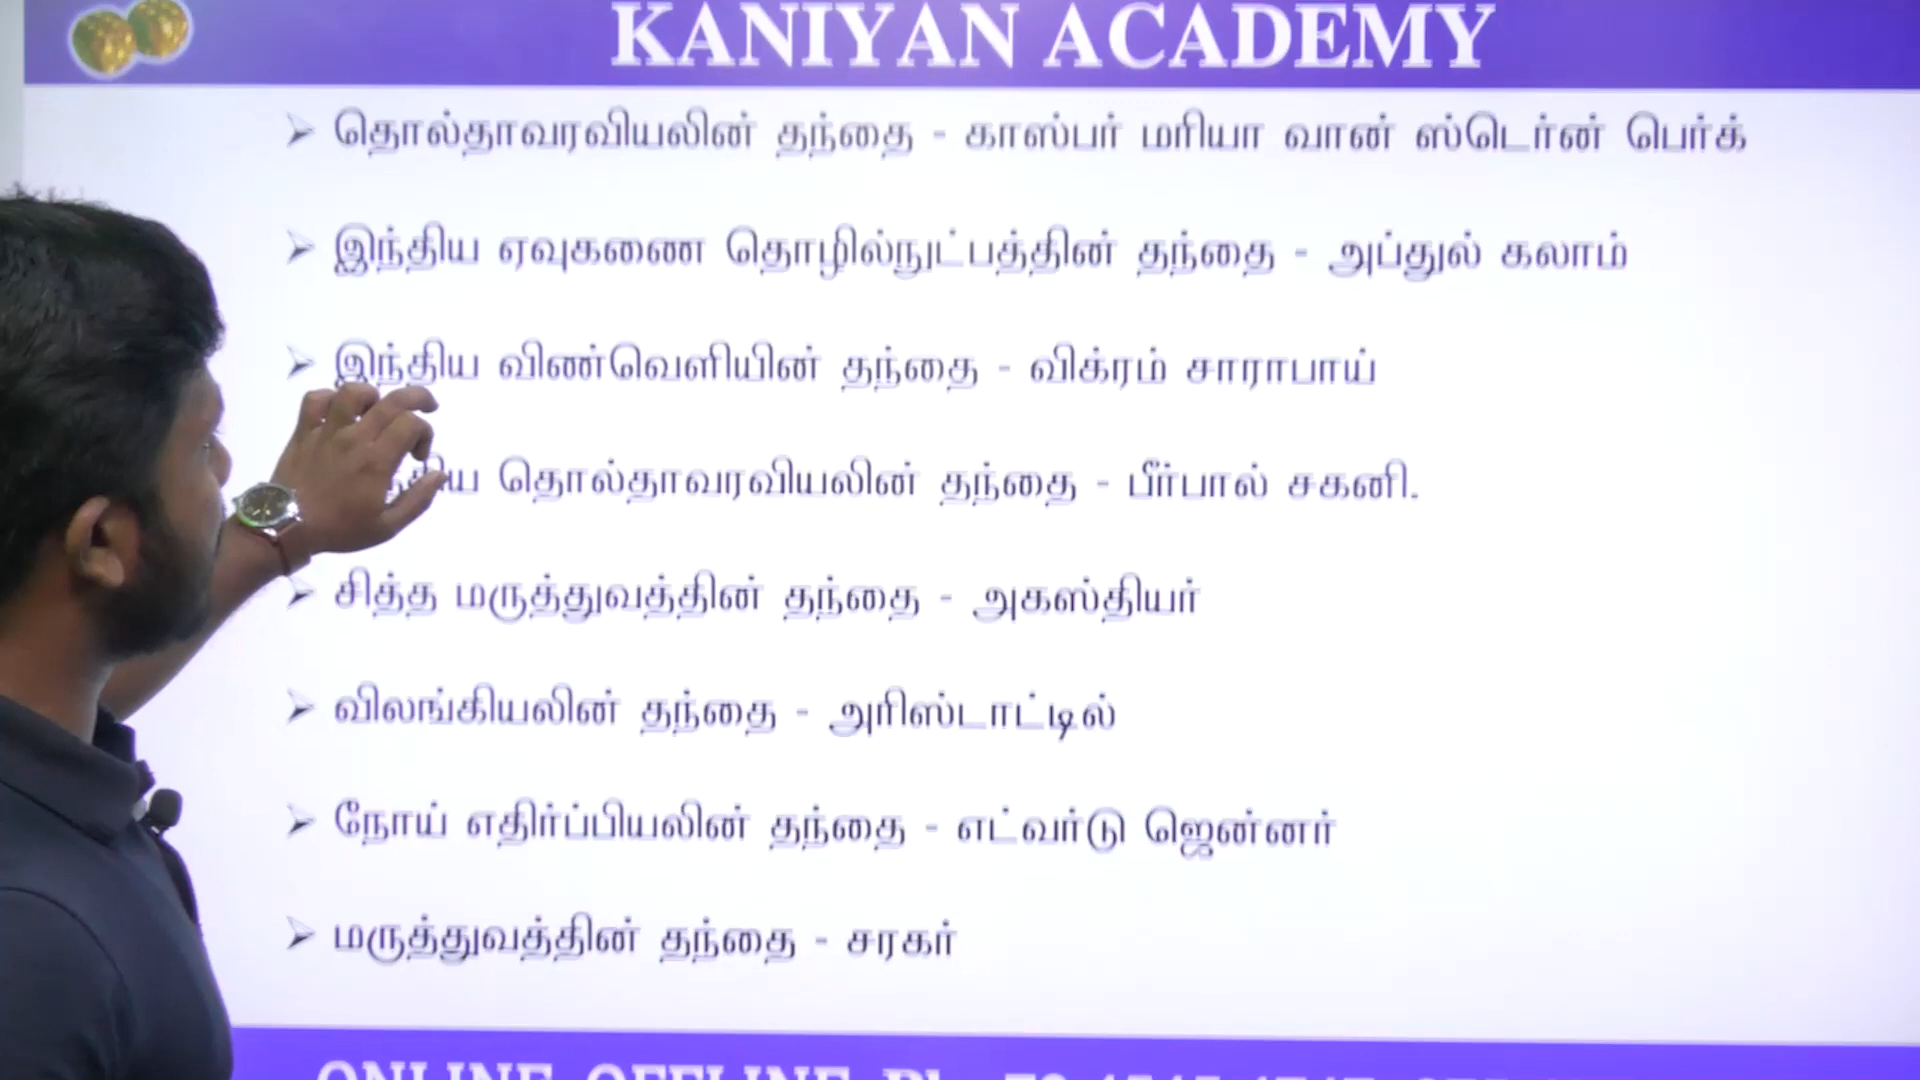 KANIYAN ACADEMY
➢ தொல்தாவரவியலின் தந்தை - காஸ்பர் மரியா வான் ஸ்டெர்ன் பெர்க்
➢ இந்திய ஏவுகணை தொழில்நுட்பத்தின் தந்தை - அப்துல் கலாம்
➢ இந்திய விண்வெளியின் தந்தை - விக்ரம் சாராபாய்
தொல்தாவரவியலின் தந்தை - பீர்பால் சகனி.
➢ சித்த மருத்துவத்தின் தந்தை - அகஸ்தியர்
➢ விலங்கியலின் தந்தை - அரிஸ்டாட்டில்
➢ நோய் எதிர்ப்பியலின் தந்தை - எட்வர்டு ஜென்னர்
➢ மருத்துவத்தின் தந்தை - சரகர்
ONLINE OFFLINE